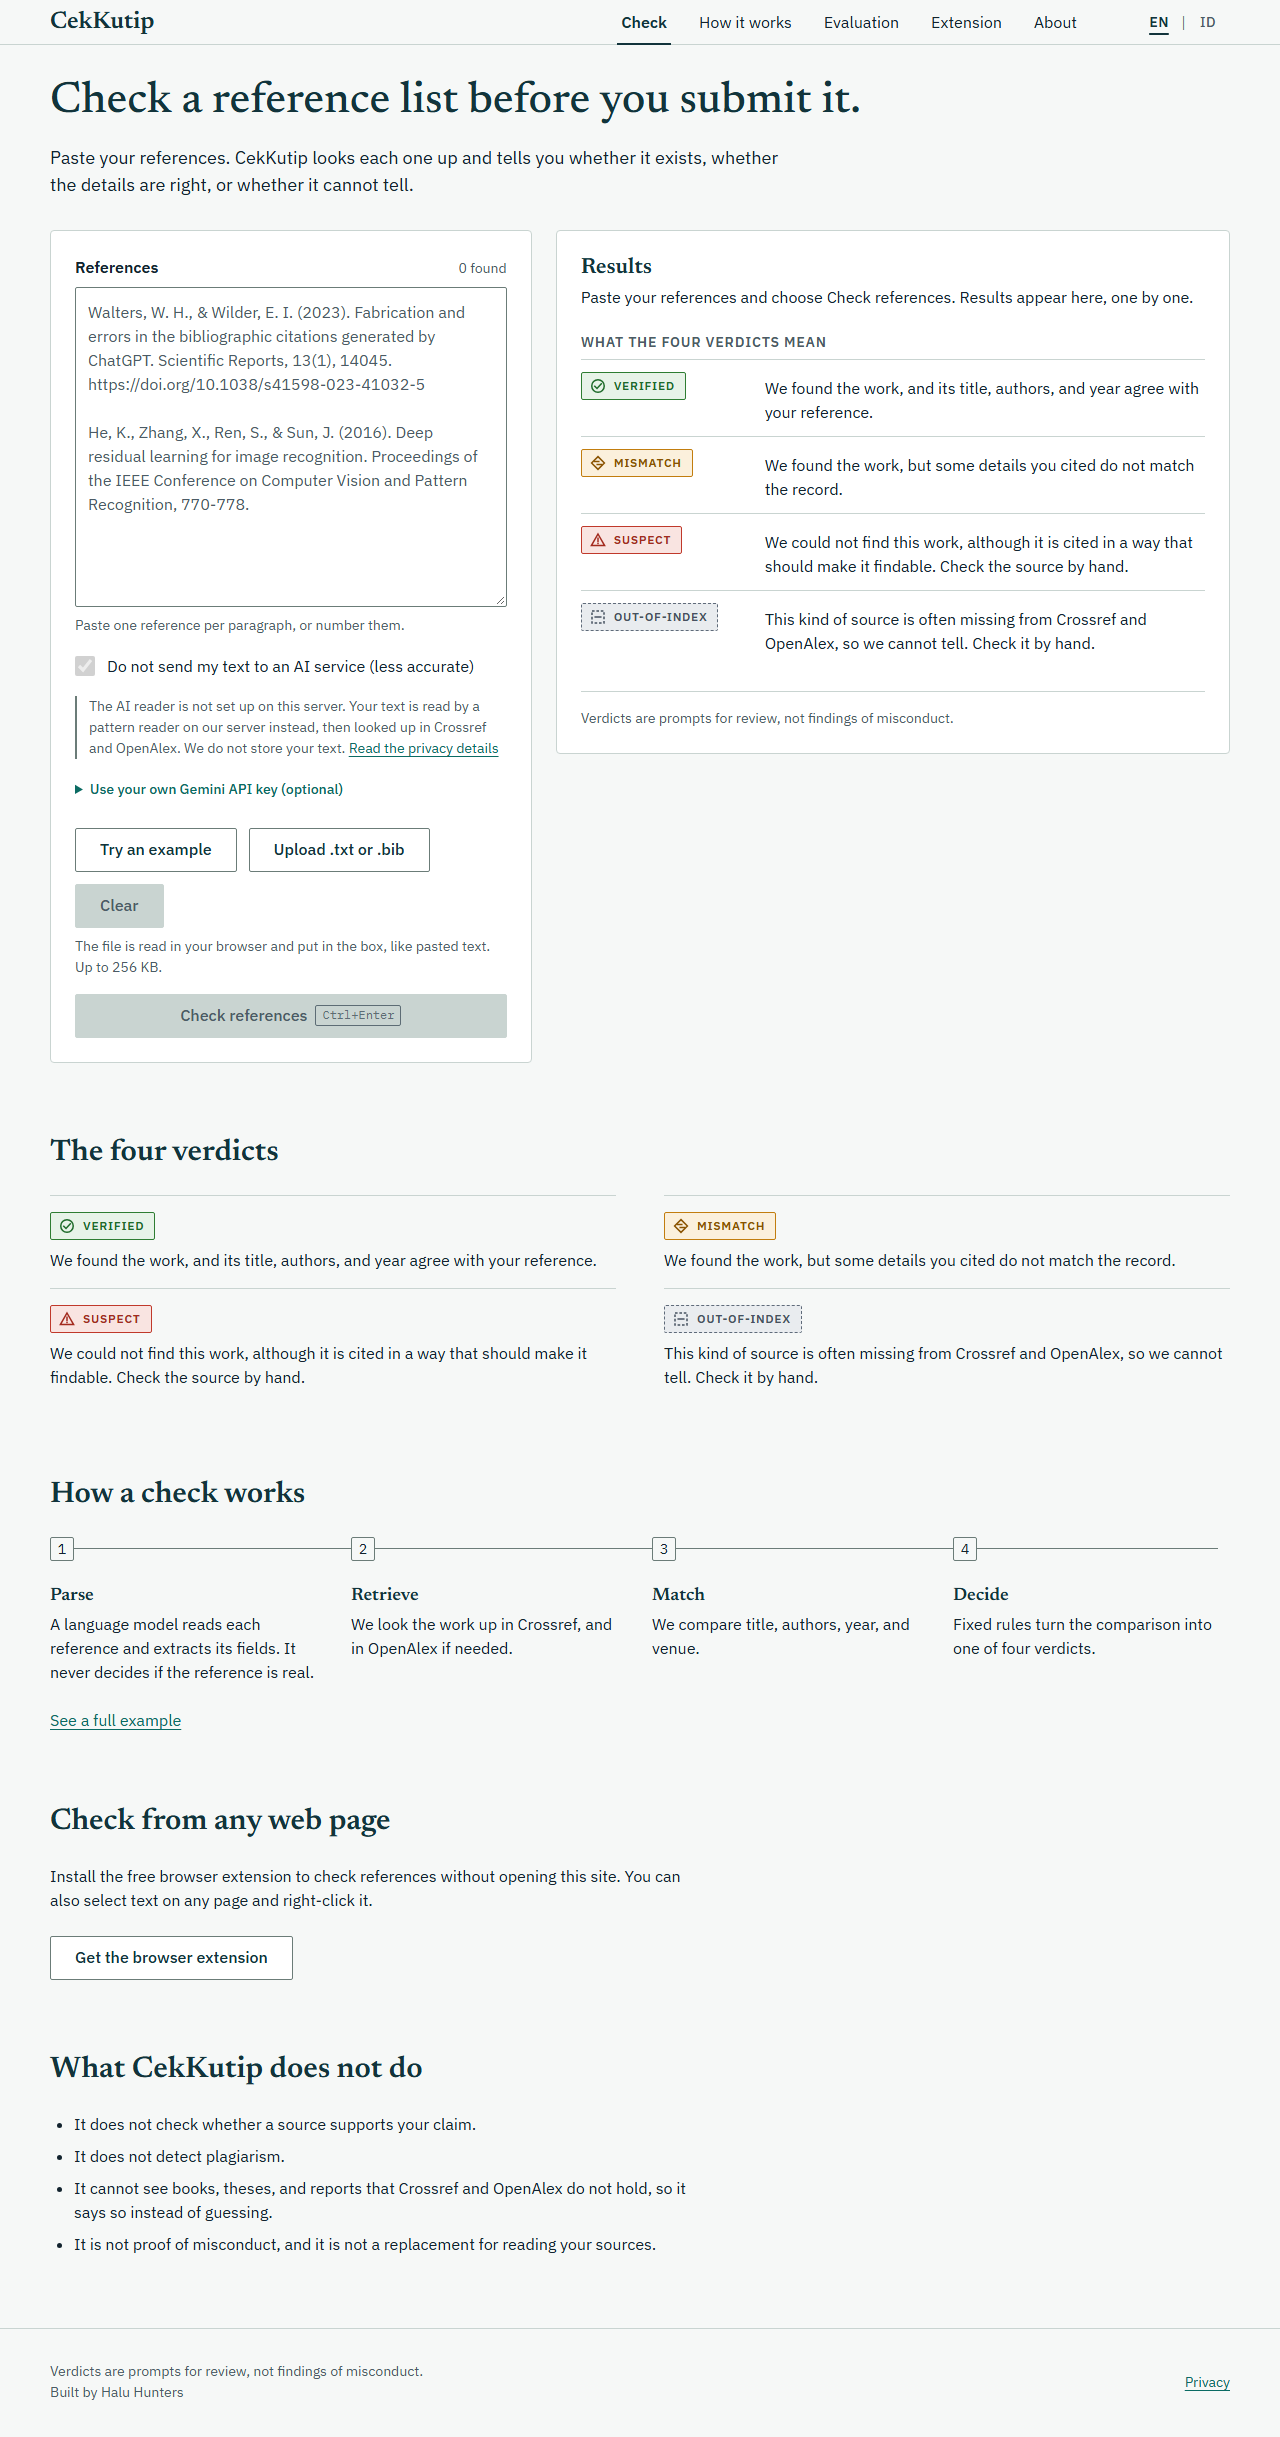 CekKutip
Check
How it works
Evaluation
Extension
About
EN | ID
Check a reference list before you submit it.
Paste your references. CekKutip looks each one up and tells you whether it exists, whether
the details are right, or whether it cannot tell.
References
0 found
Walters, W. H., & Wilder, E. I. (2023). Fabrication and
errors in the bibliographic citations generated by
ChatGPT. Scientific Reports, 13(1), 14045.
https://doi.org/10.1038/s41598-023-41032-5
He, K., Zhang, X., Ren, S., & Sun, J. (2016). Deep
residual learning for image recognition. Proceedings of
the IEEE Conference on Computer Vision and Pattern
Recognition, 770-778.
Paste one reference per paragraph, or number them.
Do not send my text to an AI service (less accurate)
The AI reader is not set up on this server. Your text is read by a
pattern reader on our server instead, then looked up in Crossref
and OpenAlex. We do not store your text. Read the privacy details
Use your own Gemini API key (optional)
Try an example
Upload .txt or .bib
Clear
The file is read in your browser and put in the box, like pasted text.
Up to 256 KB.
Check references Ctrl+Enter
Results
Paste your references and choose Check references. Results appear here, one by one.
WHAT THE FOUR VERDICTS MEAN
VERIFIED
We found the work, and its title, authors, and year agree with
your reference.
MISMATCH
We found the work, but some details you cited do not match
the record.
SUSPECT
We could not find this work, although it is cited in a way that
should make it findable. Check the source by hand.
OUT-OF-INDEX
This kind of source is often missing from Crossref and
OpenAlex, so we cannot tell. Check it by hand.
Verdicts are prompts for review, not findings of misconduct.
The four verdicts
VERIFIED
We found the work, and its title, authors, and year agree with your reference.
MISMATCH
We found the work, but some details you cited do not match the record.
SUSPECT
We could not find this work, although it is cited in a way that should make it
findable. Check the source by hand.
OUT-OF-INDEX
This kind of source is often missing from Crossref and OpenAlex, so we cannot
tell. Check it by hand.
How a check works
1
Parse
A language model reads each
reference and extracts its fields. It
never decides if the reference is real.
2
Retrieve
We look the work up in Crossref, and
in OpenAlex if needed.
3
Match
We compare title, authors, year, and
venue.
4
Decide
Fixed rules turn the comparison into
one of four verdicts.
See a full example
Check from any web page
Install the free browser extension to check references without opening this site. You can
also select text on any page and right-click it.
Get the browser extension
What CekKutip does not do
• It does not check whether a source supports your claim.
• It does not detect plagiarism.
• It cannot see books, theses, and reports that Crossref and OpenAlex do not hold, so it
says so instead of guessing.
• It is not proof of misconduct, and it is not a replacement for reading your sources.
Verdicts are prompts for review, not findings of misconduct.
Built by Halu Hunters
Privacy